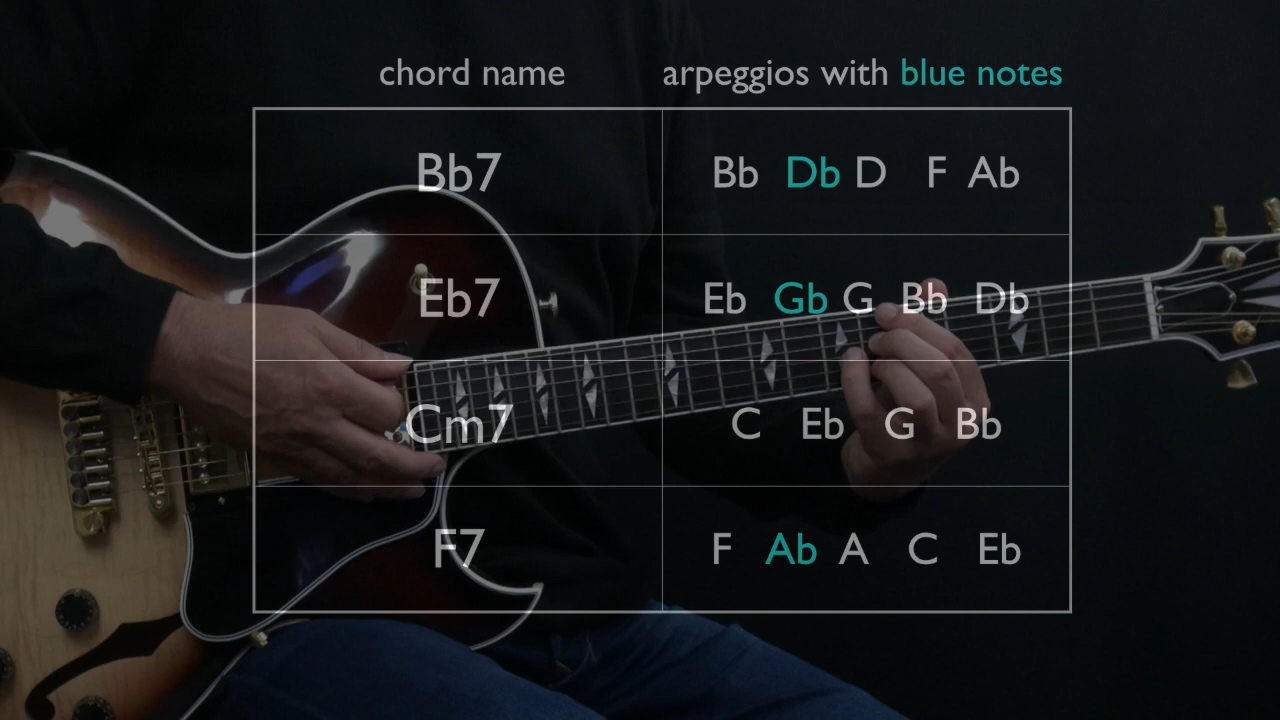 chord name arpeggios with blue notes
Bb7 Bb Db D F Ab
Eb7 Eb Gb G Bb Db
Cm7 C Eb G Bb
F7 F Ab A C Eb